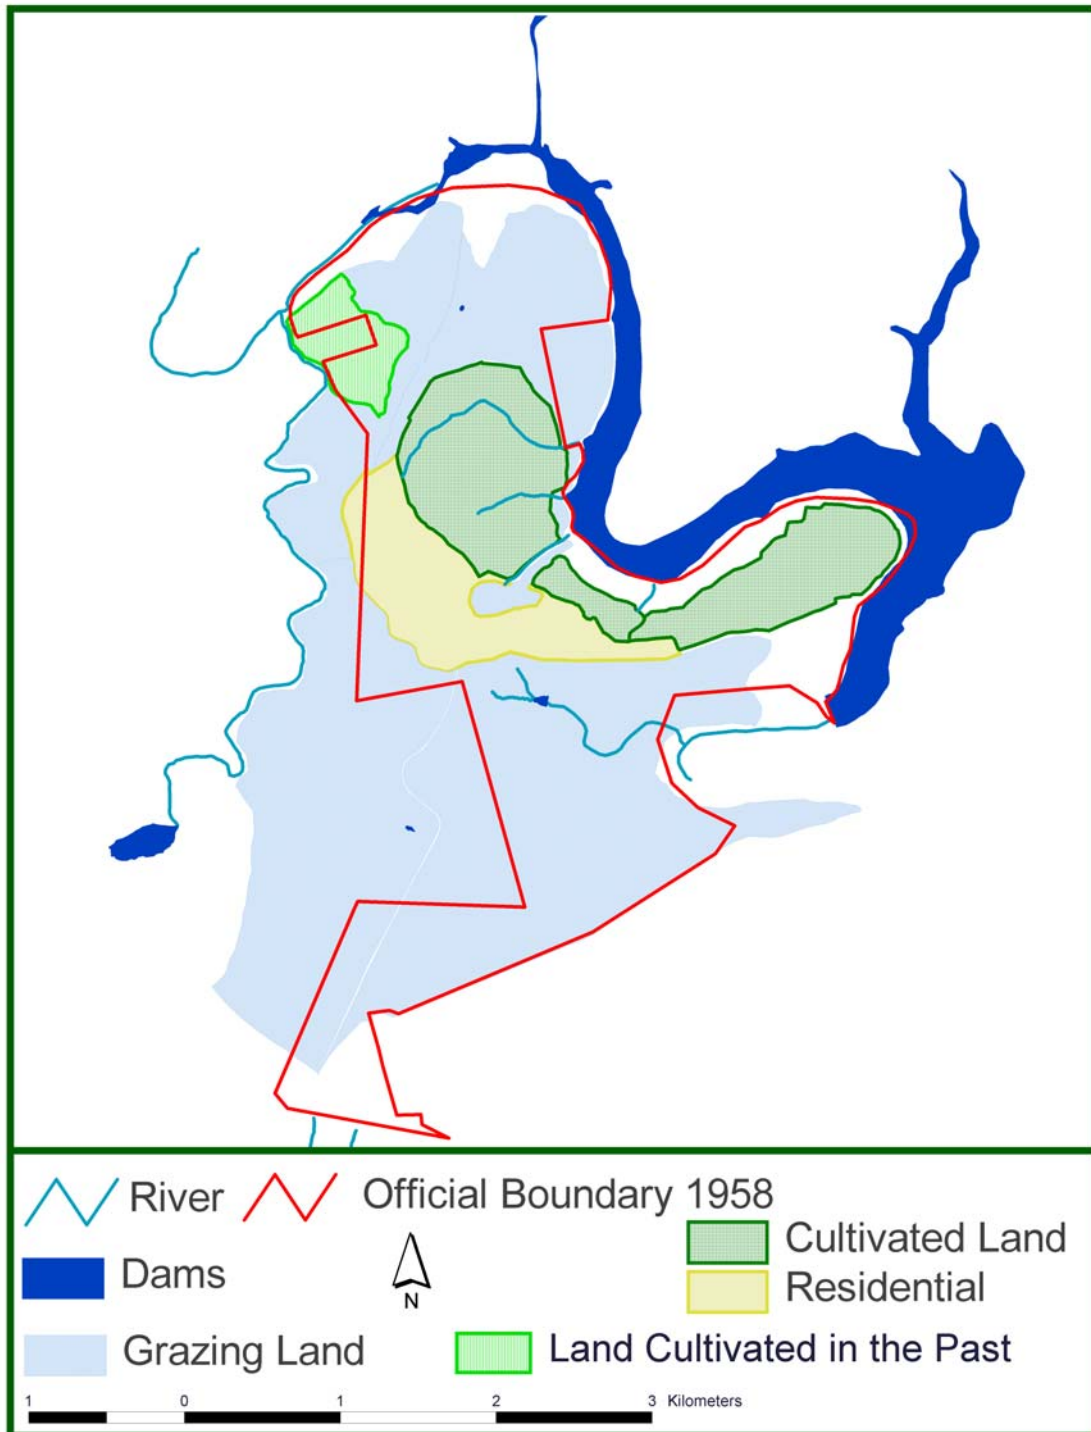 River
Official Boundary 1958
Cultivated Land
Dams
N
Residential
Grazing Land
Land Cultivated in the Past
1 0 1 2 3 Kilometers